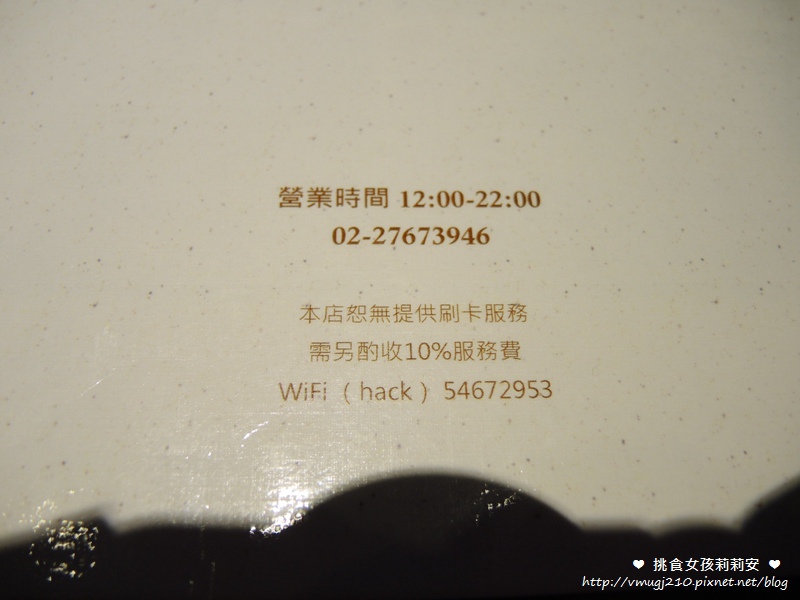 營業時間 12:00-22:00
02-27673946
本店恕無提供刷卡服務
需另酌收10%服務費
WiFi （hack） 54672953
❤ 挑食女孩莉莉安 ❤
http://vmugj210.pixnet.net/blog